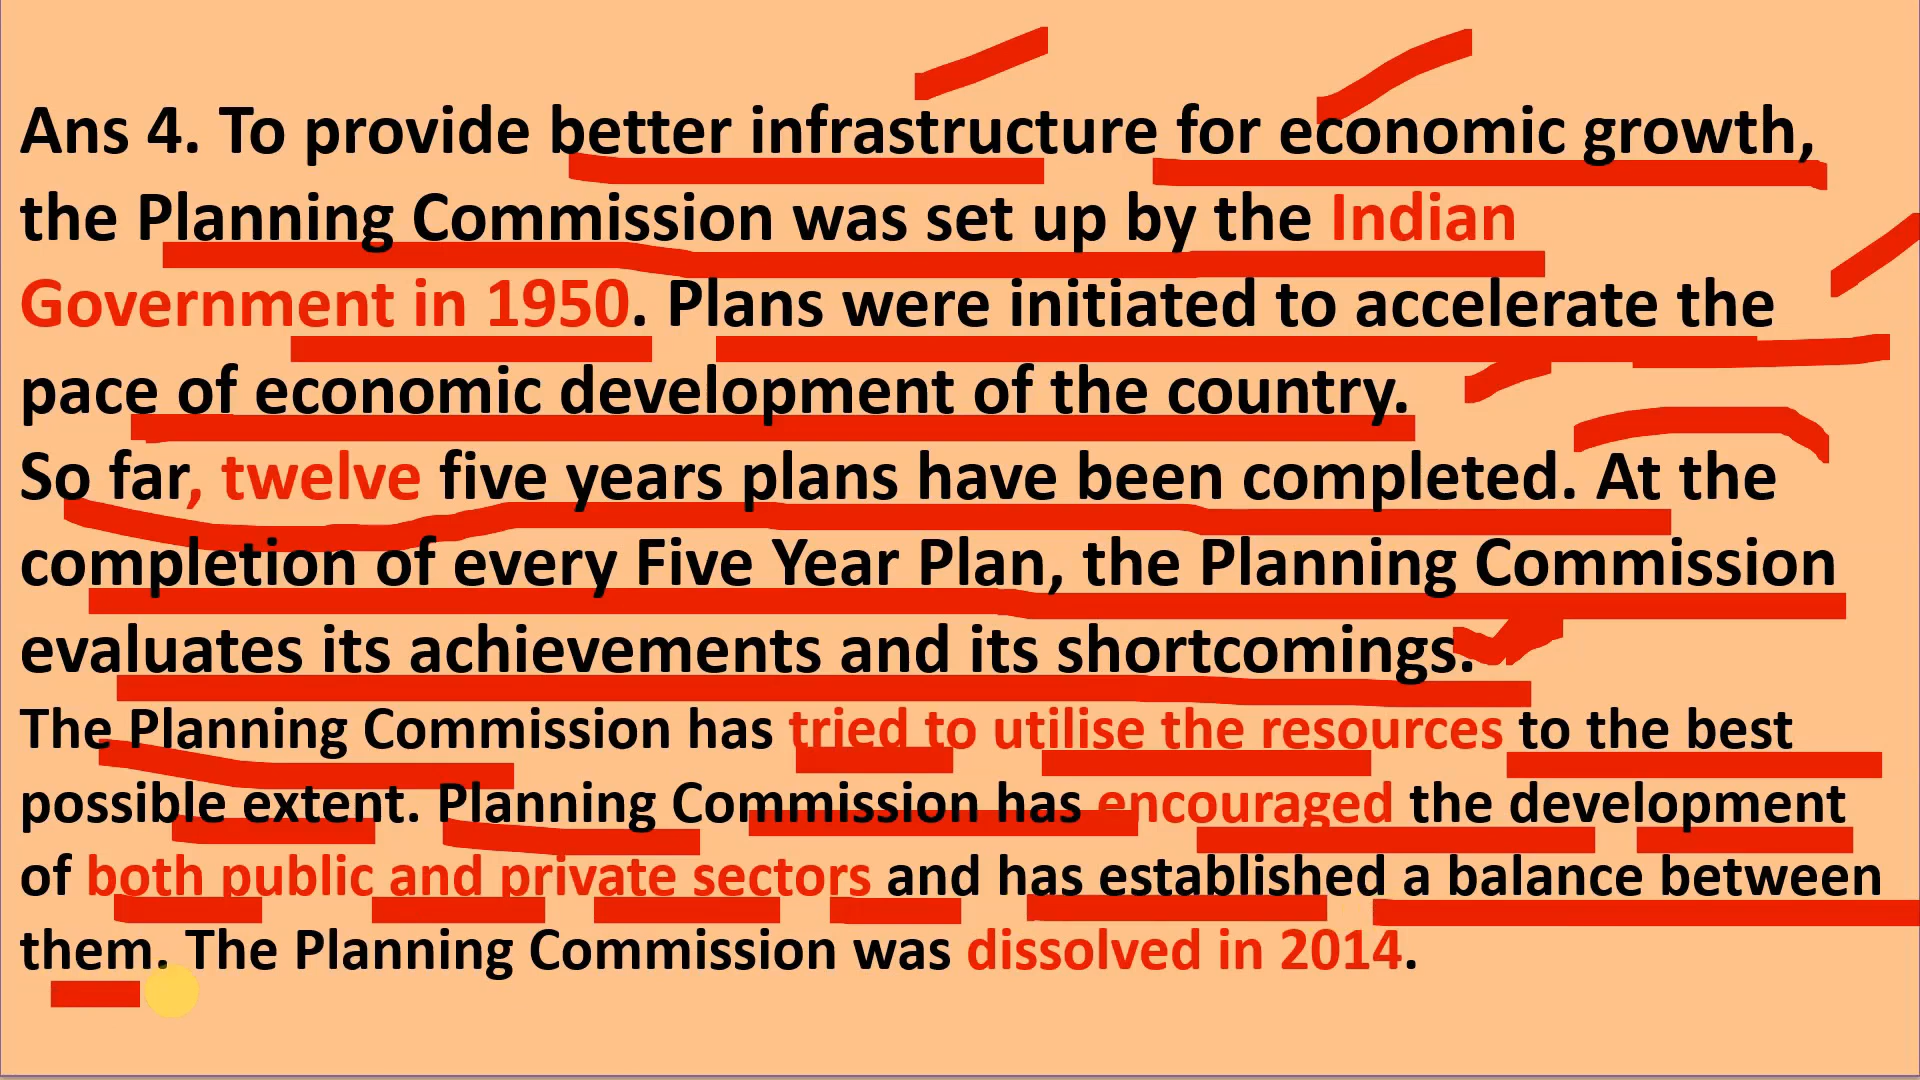 Ans 4. To provide better infrastructure for economic growth,
the Planning Commission was set up by the Indian
Government in 1950. Plans were initiated to accelerate the
pace of economic development of the country.
So far, twelve five years plans have been completed. At the
completion of every Five Year Plan, the Planning Commission
evaluates its achievements and its shortcomings.
The Planning Commission has tried to utilise the resources to the best
possible extent. Planning Commission has encouraged the development
of both public and private sectors and has established a balance between
them. The Planning Commission was dissolved in 2014.